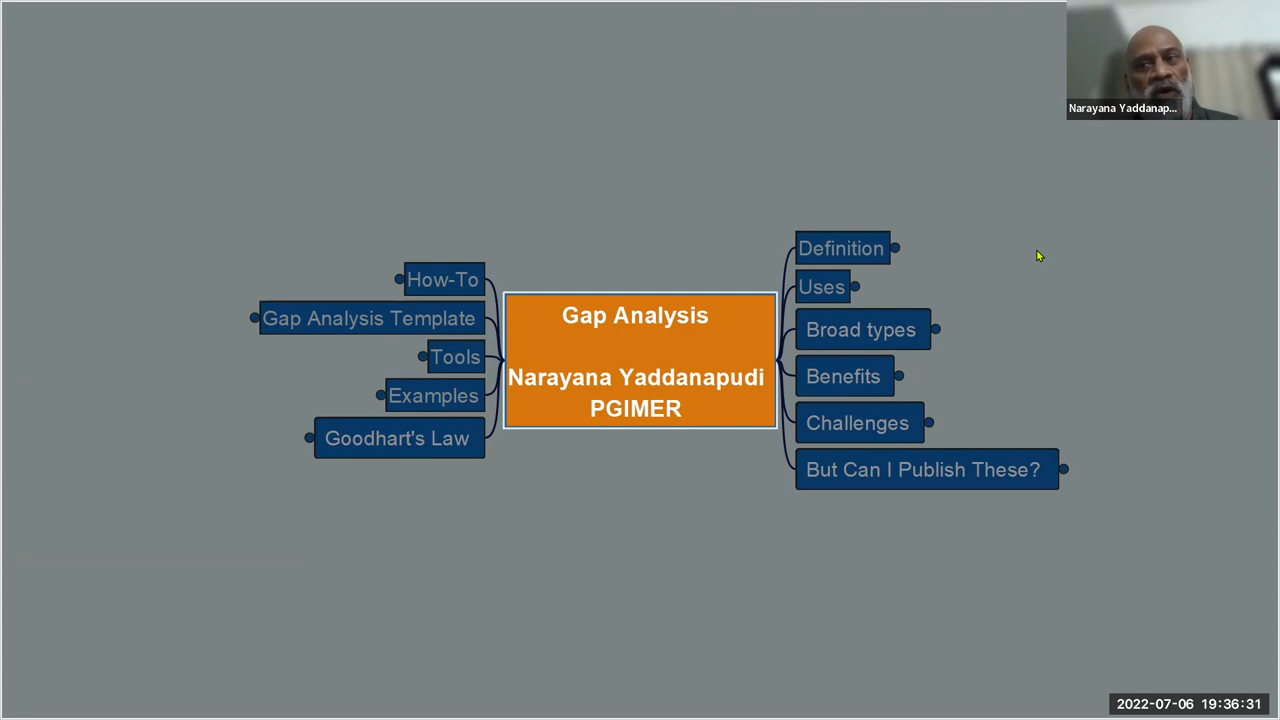 Narayana Yaddanap...
Gap Analysis
Narayana Yaddanapudi
PGIMER
Definition
Uses
Broad types
Benefits
Challenges
But Can I Publish These?
How-To
Gap Analysis Template
Tools
Examples
Goodhart's Law
2022-07-06 19:36:31